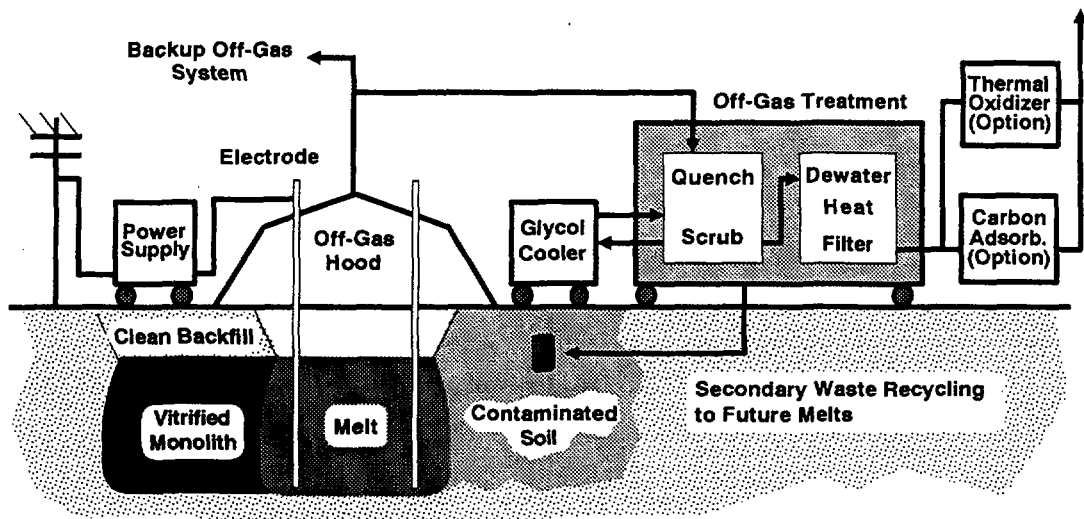 Backup Off-Gas
System
Electrode
Off-Gas Treatment
Thermal
Oxidizer
(Option)
Power
Supply
Off-Gas
Hood
Glycol
Cooler
Quench
Scrub
Dewater
Heat
Filter
Carbon
Adsorb.
(Option)
Clean Backfill
Vitrified
Monolith
Melt
Contaminated
Soil
Secondary Waste Recycling
to Future Melts